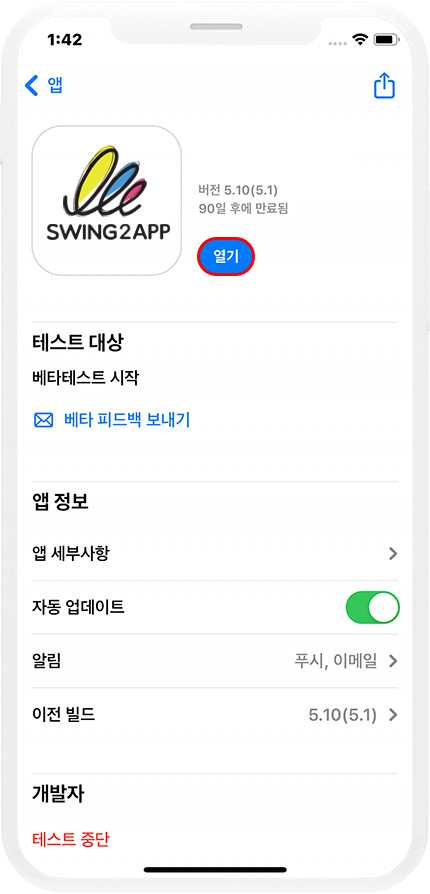 1:42
앱
SWING2APP
버전 5.10(5.1)
90일 후에 만료됨
열기
테스트 대상
베타테스트 시작
베타 피드백 보내기
앱 정보
앱 세부사항
자동 업데이트
알림 푸시, 이메일
이전 빌드 5.10(5.1)
개발자
테스트 중단